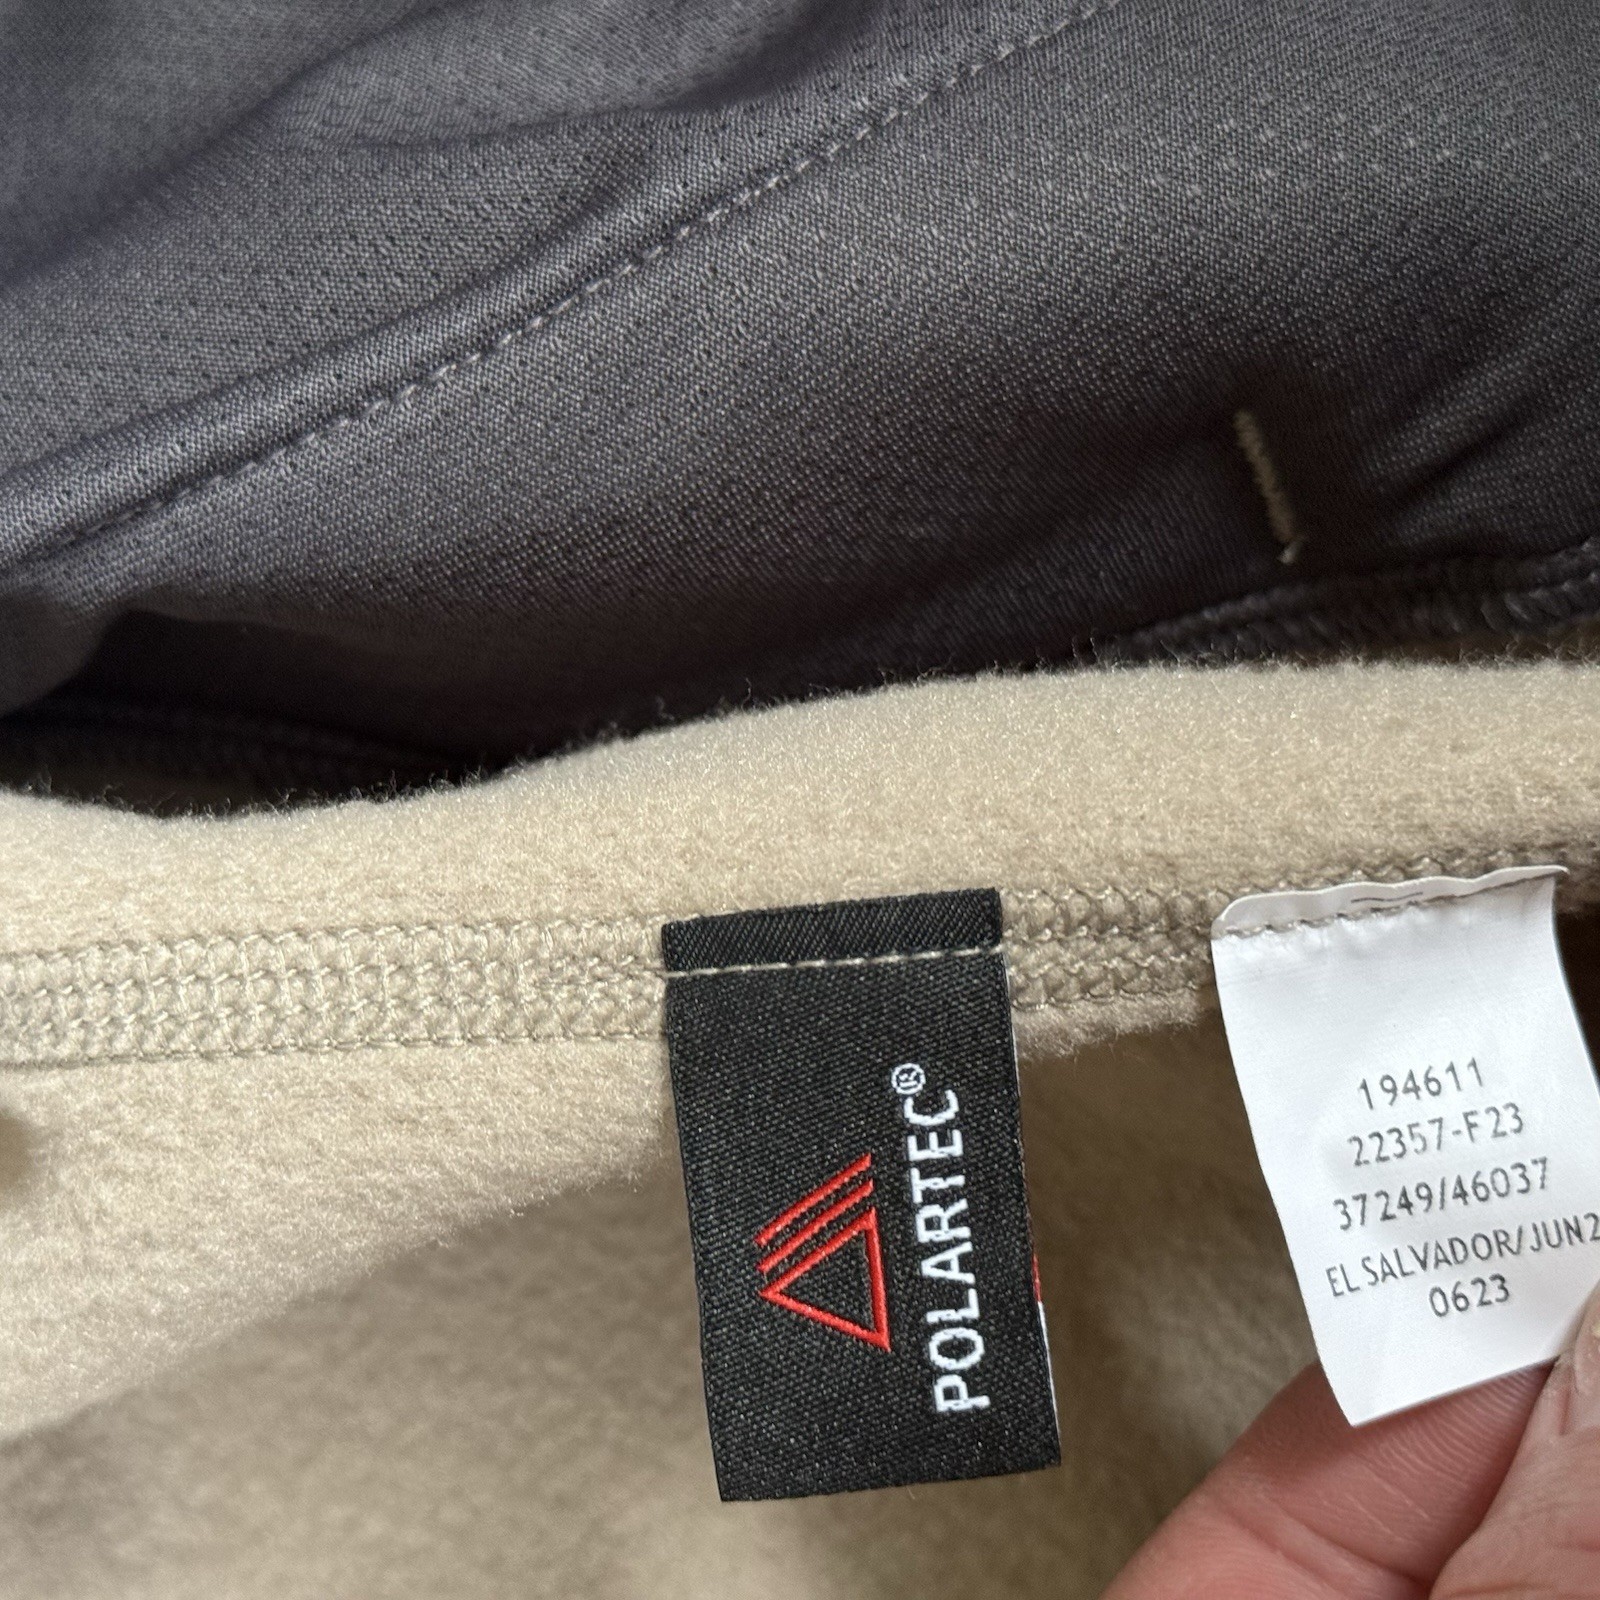 POLARTEC®
194611
22357-F23
37249/46037
EL SALVADOR/JUN2
0623